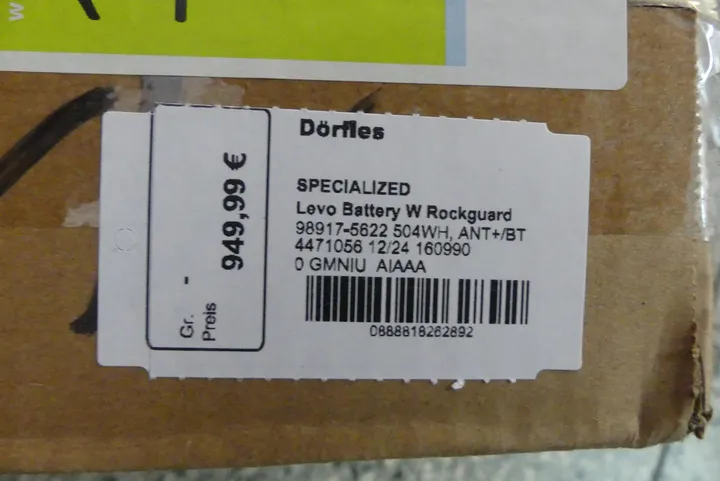 W
Dörfles
SPECIALIZED
Levo Battery W Rockguard
98917-5622 504WH, ANT+/BT
4471056 12/24 160990
0 GMNIU AIAAA
0888818262892
Gr. -
Preis 949,99 €